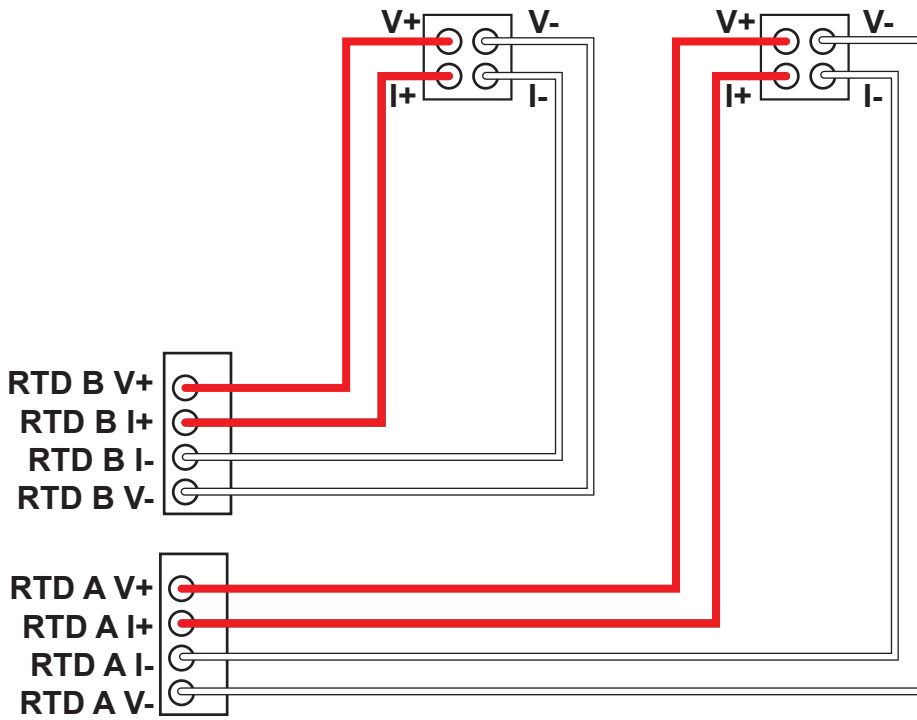 V+ V- V+ V-
I+ I- I+ I-
RTD B V+
RTD B I+
RTD B I-
RTD B V-
RTD A V+
RTD A I+
RTD A I-
RTD A V-